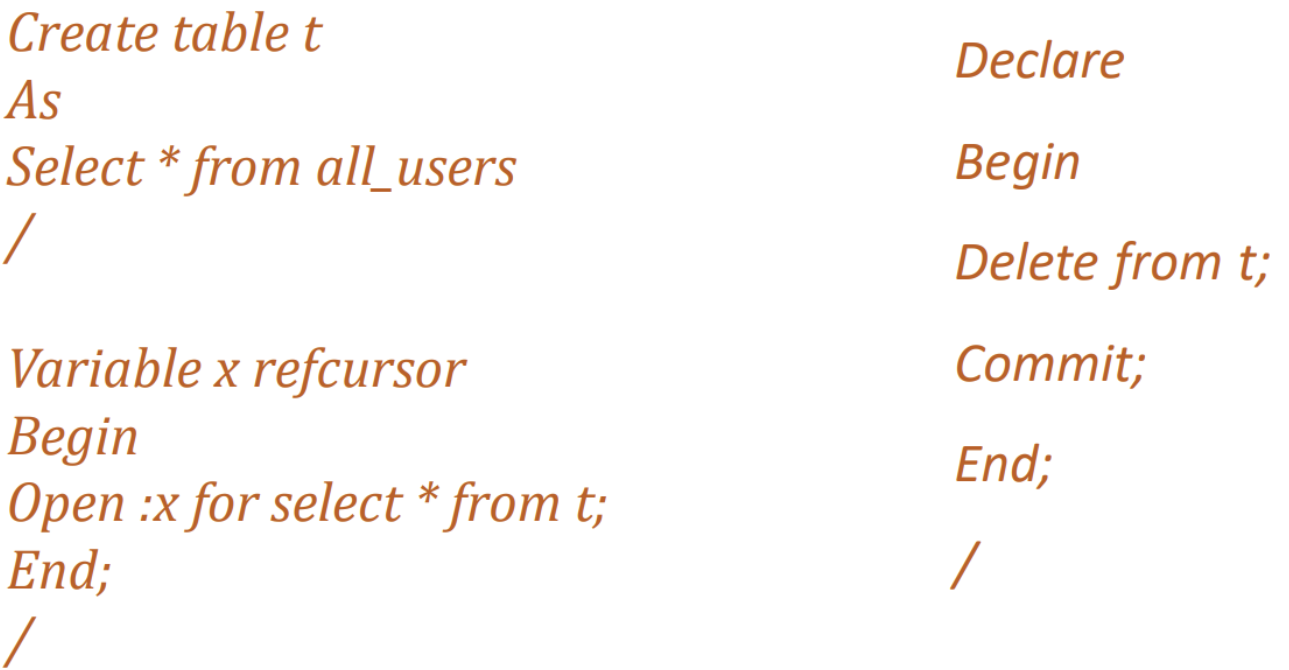 Create table t
As
Select * from all_users
/
Variable x refcursor
Begin
Open :x for select * from t;
End;
/
Declare
Begin
Delete from t;
Commit;
End;
/